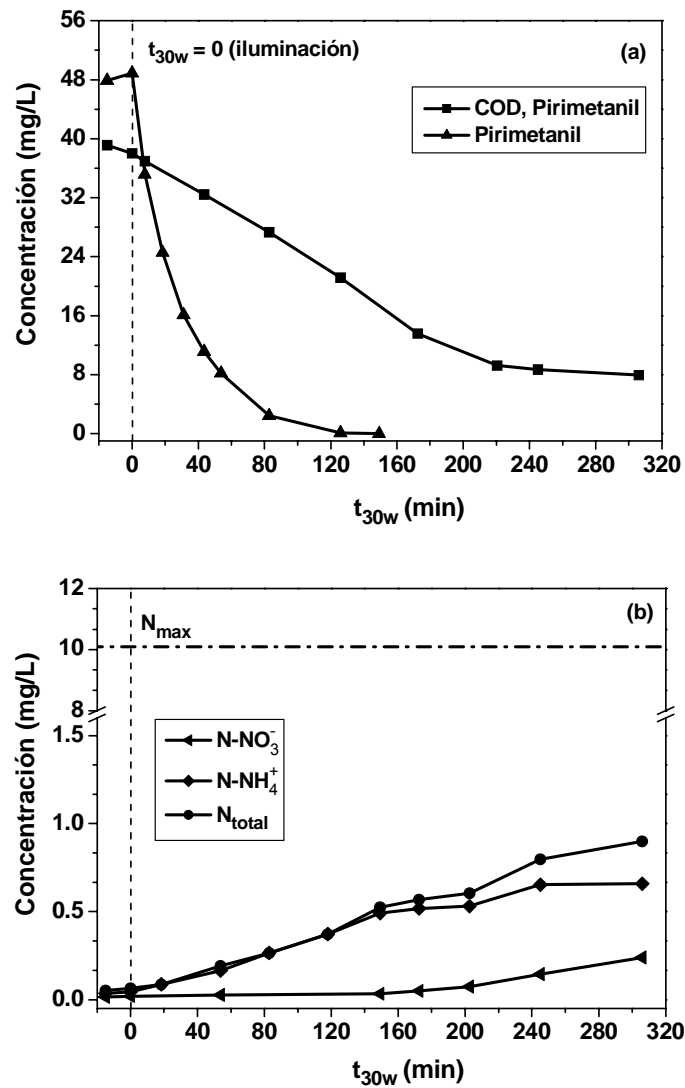 56
48
40
32
24
16
8
0
Concentración (mg/L)
t30w = 0 (iluminación)
(a)
COD, Pirimetanil
Pirimetanil
0 40 80 120 160 200 240 280 320
t30w (min)
12
10
8
1.5
1.0
0.5
0.0
Concentración (mg/L)
Nmax
(b)
N-NO3-
N-NH4+
Ntotal
0 40 80 120 160 200 240 280 320
t30w (min)